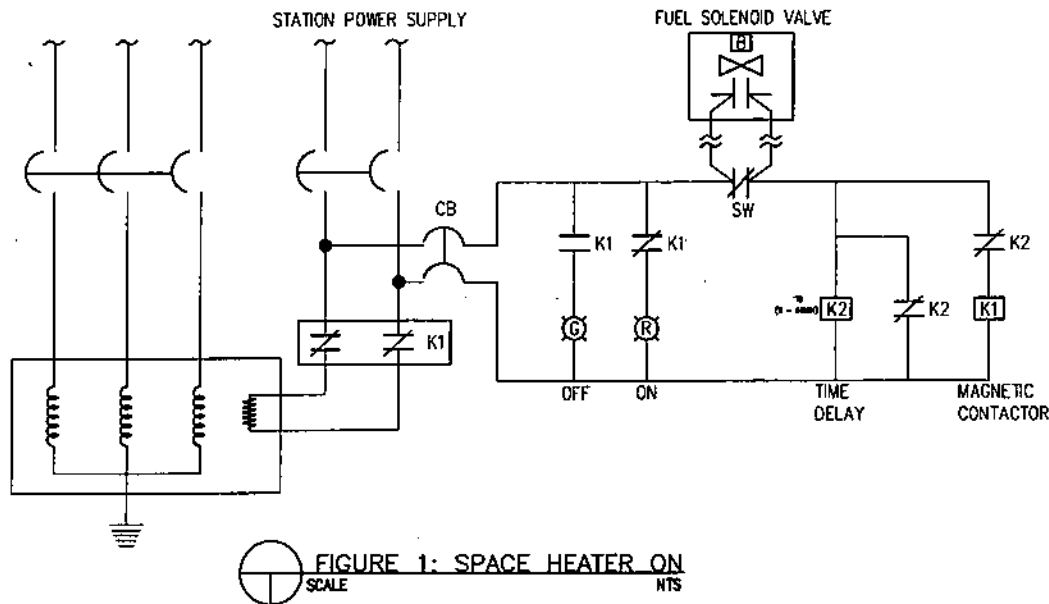 STATION POWER SUPPLY
FUEL SOLENOID VALVE
B
CB
SW
K1
K1
K2
K2
K2
K1
K1
G
R
OFF
ON
TIME
DELAY
MAGNETIC
CONTACTOR
FIGURE 1: SPACE HEATER ON
SCALE
NTS